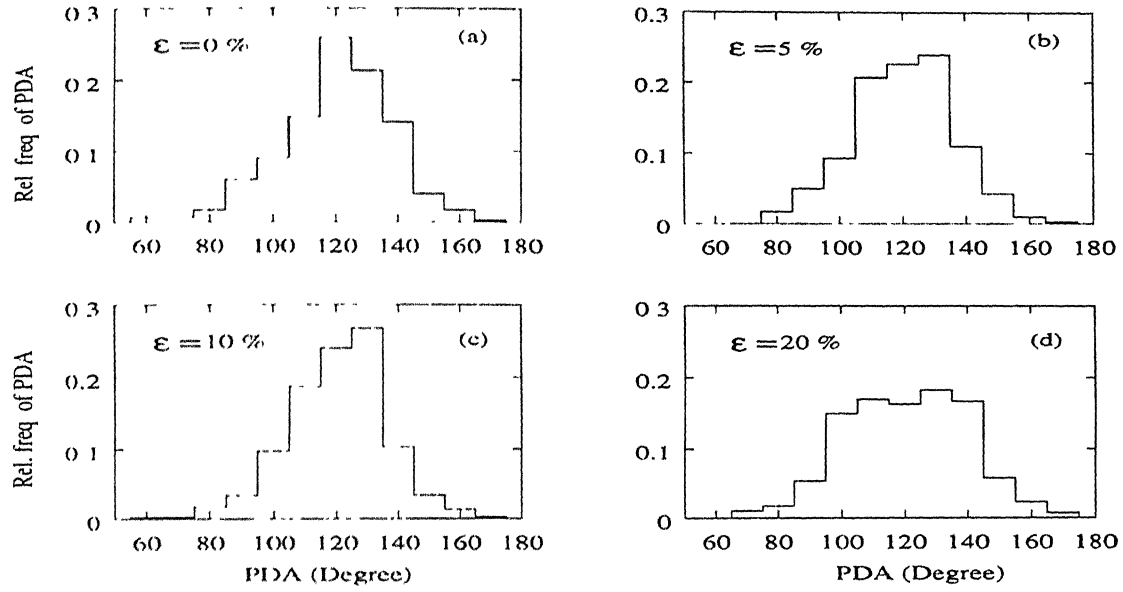 0.3
0.3
ε = 0 %
(a)
ε = 5 %
(b)
Rel freq of PDA
0 2
0.2
0 1
0.1
0
0
60 80 100 120 140 160 180
60 80 100 120 140 160 180
0 3
0 3
ε = 10 %
(c)
ε = 20 %
(d)
Rel. freq of PDA
0 2
0.2
0 1
0.1
0
0
60 80 100 120 140 160 180
60 80 100 120 140 160 180
PDA (Degree)
PDA (Degree)